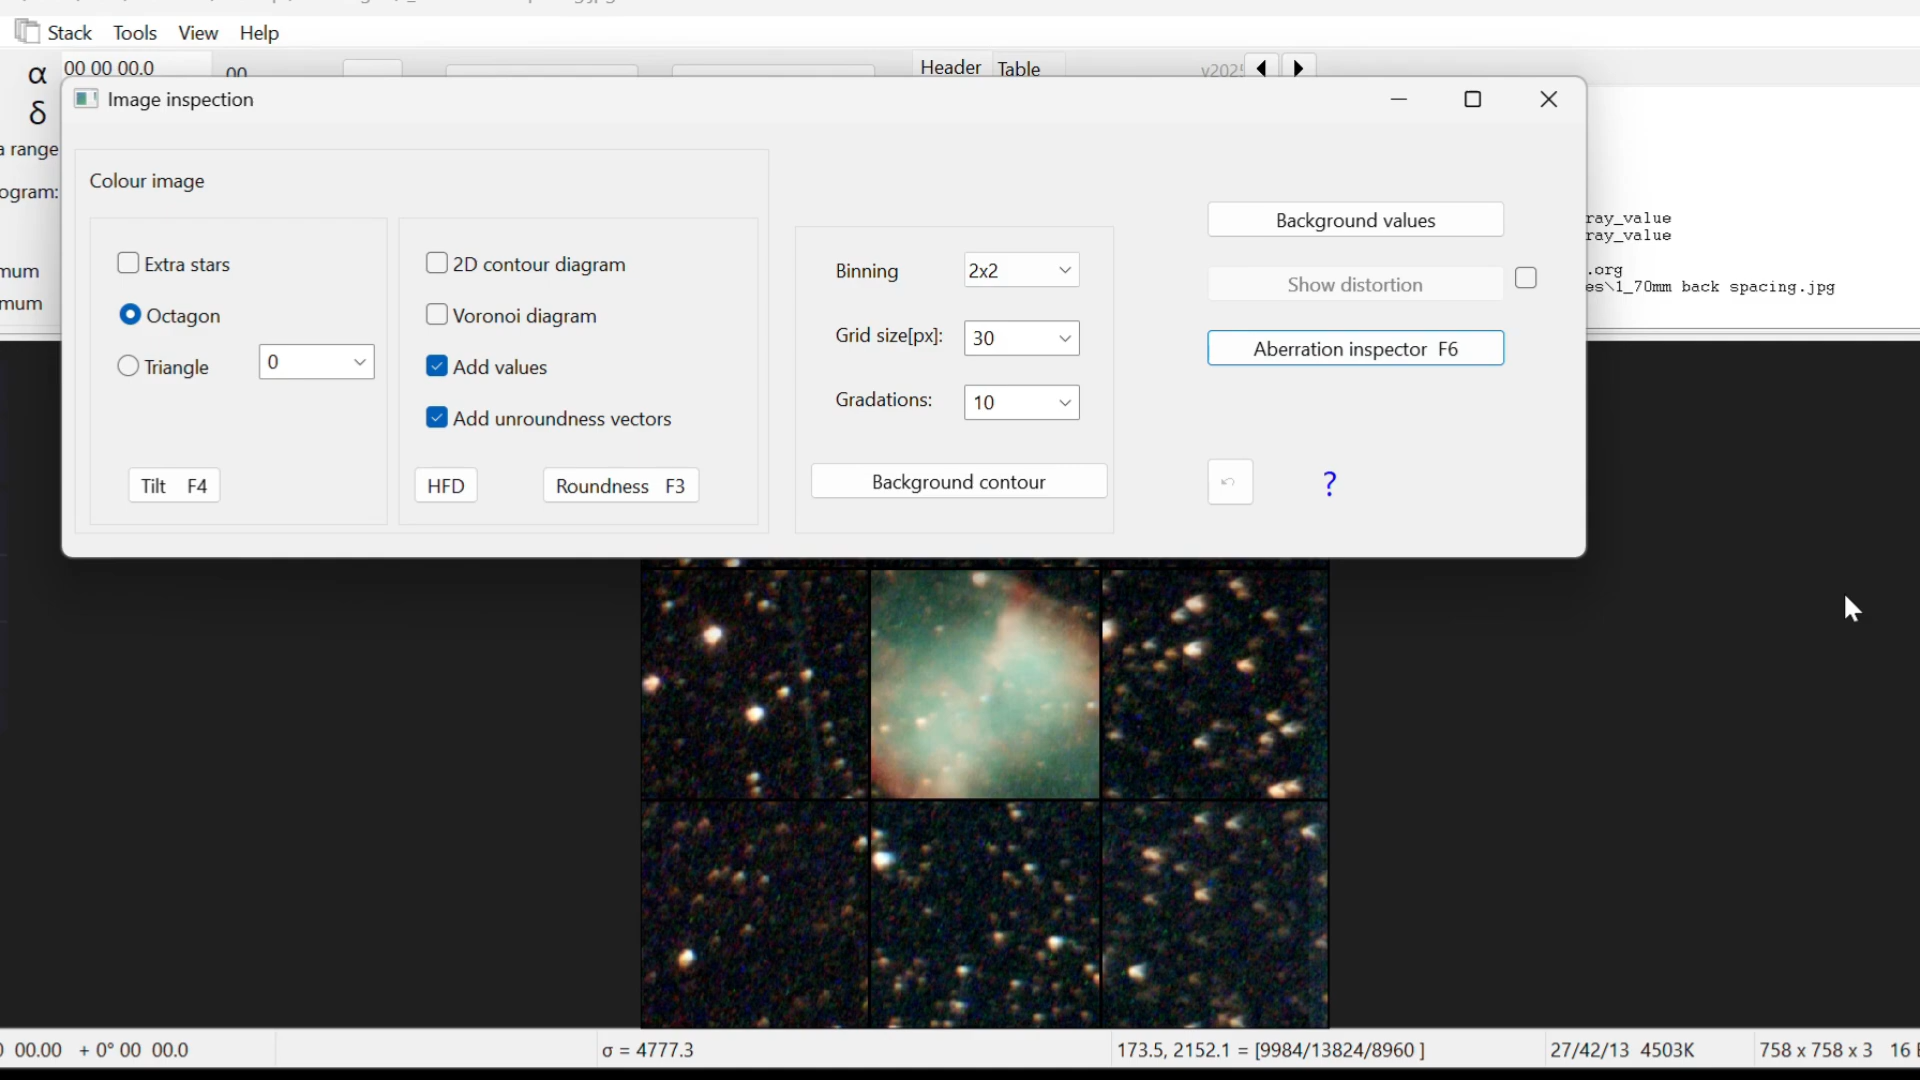 Stack Tools View Help
α 00 00 00.0 00 Header Table v202
Image inspection
δ
a range
Colour image
ogram:
Background values
ray_value
ray_value
Extra stars 2D contour diagram Binning 2x2
mum
.org
Show distortion
es\1_70mm back spacing.jpg
mum
Octagon Voronoi diagram
Grid size[px]: 30
Aberration inspector F6
Triangle 0 Add values
Gradations: 10
Add unroundness vectors
Tilt F4 HFD Roundness F3 Background contour ?
00.00 + 0° 00 00.0 σ = 4777.3 173.5, 2152.1 = [9984/13824/8960 ] 27/42/13 4503K 758 x 758 x 3 16